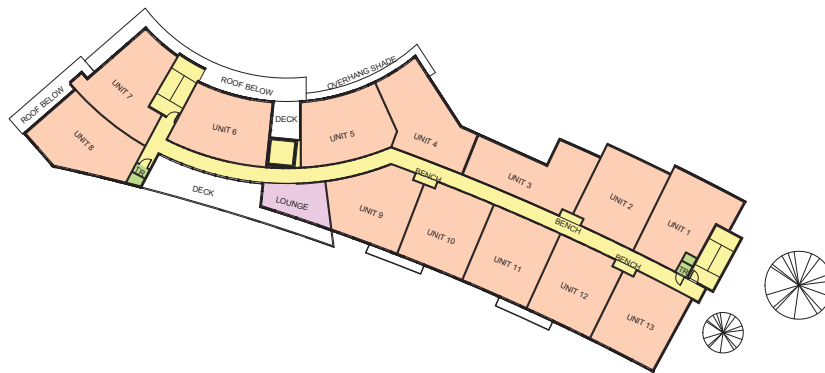 OVERHANG SHADE
ROOF BELOW
ROOF BELOW
UNIT 7
UNIT 8
UNIT 6
DECK
UNIT 5
UNIT 4
UNIT 3
UNIT 2
UNIT 1
TR
DECK
LOUNGE
BENCH
BENCH
BENCH
TR
UNIT 9
UNIT 10
UNIT 11
UNIT 12
UNIT 13